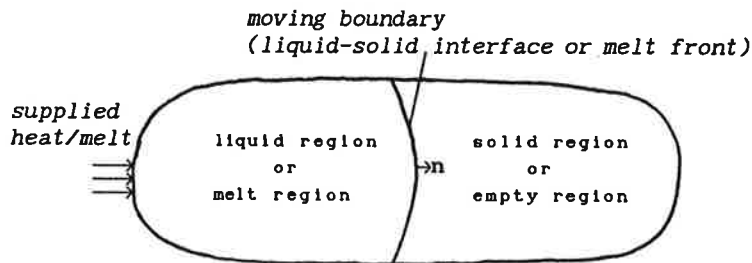 moving boundary
(liquid-solid interface or melt front)
supplied
heat/melt
liquid region
or
melt region
n
solid region
or
empty region